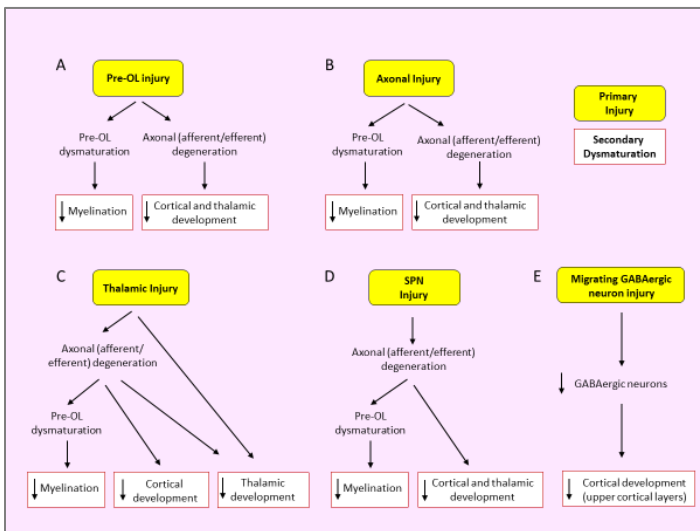 A
Pre-OL injury
Pre-OL
dysmaturation
Axonal (afferent/efferent)
degeneration
↓ Myelination
↓ Cortical and thalamic
development
B
Axonal Injury
Pre-OL
dysmaturation
Axonal (afferent/efferent)
degeneration
↓ Myelination
↓ Cortical and thalamic
development
Primary
Injury
Secondary
Dysmaturation
C
Thalamic Injury
Axonal (afferent/
efferent) degeneration
Pre-OL
dysmaturation
↓ Myelination
↓ Cortical
development
↓ Thalamic
development
D
SPN
Injury
Axonal (afferent/efferent)
degeneration
Pre-OL
dysmaturation
↓ Myelination
↓ Cortical and thalamic
development
E
Migrating GABAergic
neuron injury
↓ GABAergic neurons
↓ Cortical development
(upper cortical layers)